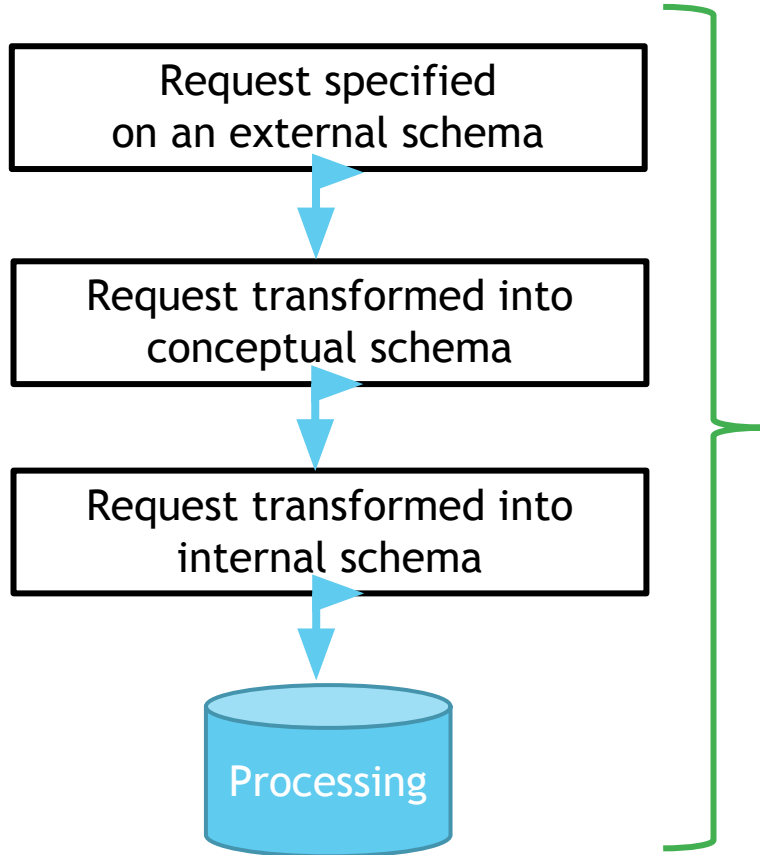 Request specified
on an external schema
Request transformed into
conceptual schema
Request transformed into
internal schema
Processing